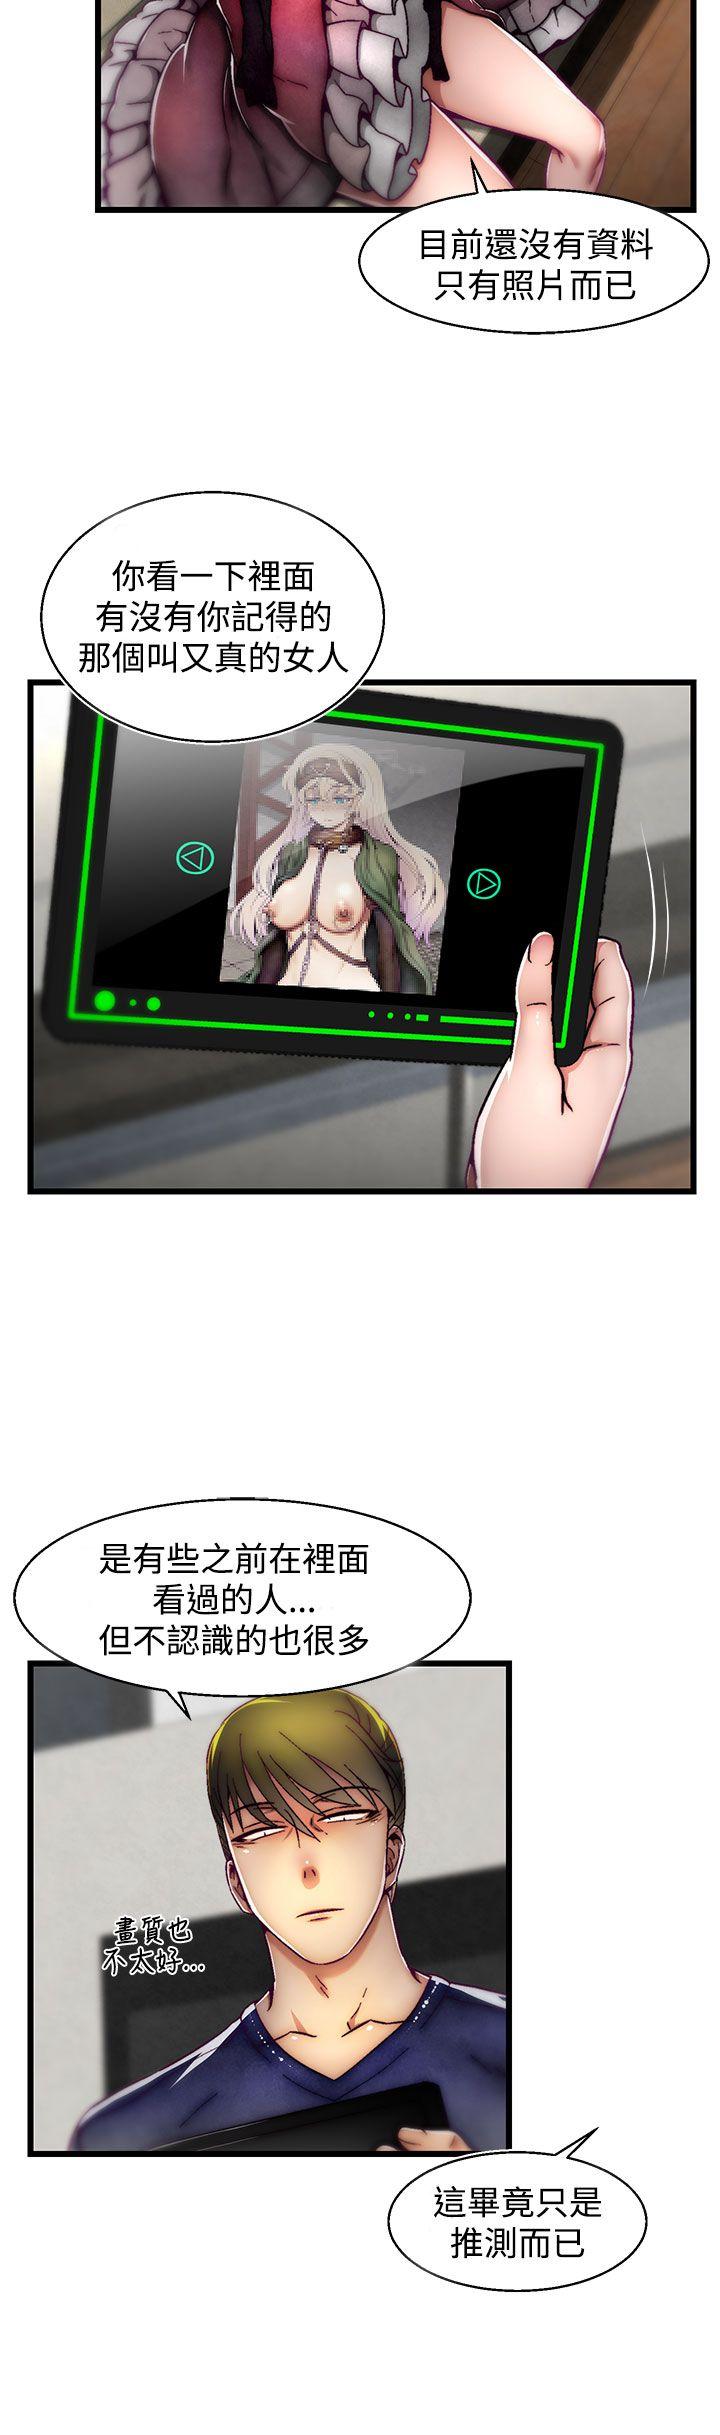 目前還沒有資料
只有照片而已
你看一下裡面
有沒有你記得的
那個叫又真的女人
是有些之前在裡面
看過的人...
但不認識的也很多
畫質也
不太好...
這畢竟只是
推測而已